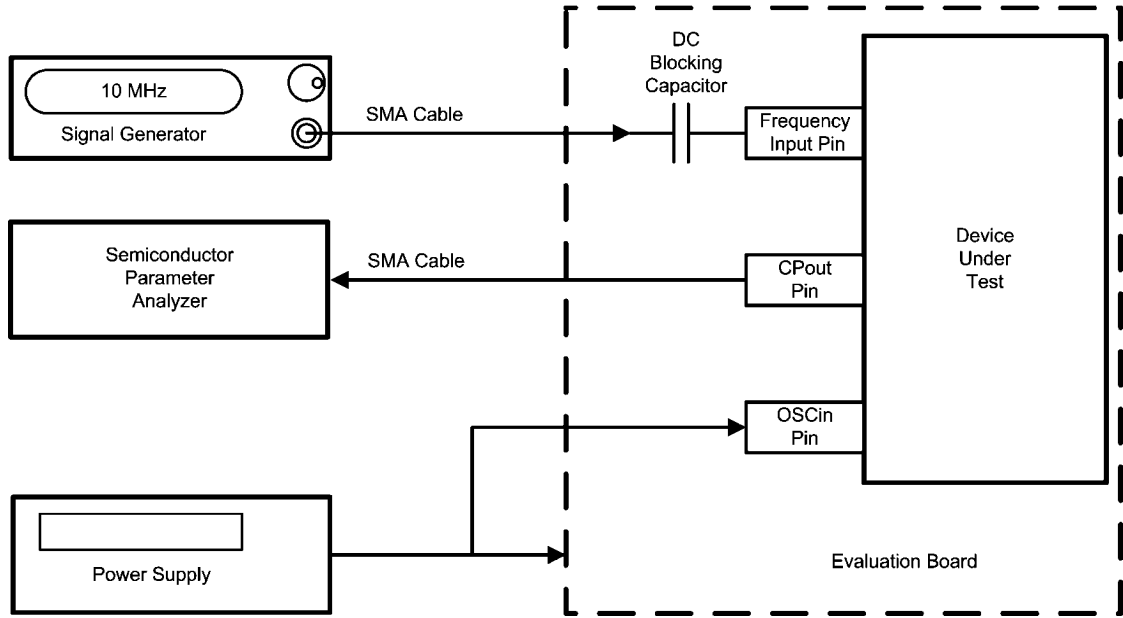 10 MHz
Signal Generator
SMA Cable
DC
Blocking
Capacitor
Frequency
Input Pin
Semiconductor
Parameter
Analyzer
SMA Cable
CPout
Pin
Device
Under
Test
OSCin
Pin
Power Supply
Evaluation Board